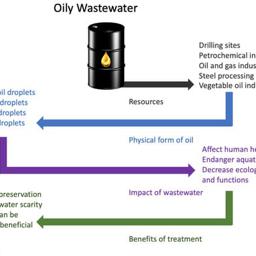 Oily Wastewater
Drilling sites
Petrochemical in
Oil and gas indus
Steel processing
Vegetable oil ind
Resources
oil droplets
droplets
droplets
droplets
Physical form of oil
Affect human he
Endanger aquat
Decrease ecolog
and functions
Impact of wastewater
preservation
water scarity
an be
beneficial
Benefits of treatment